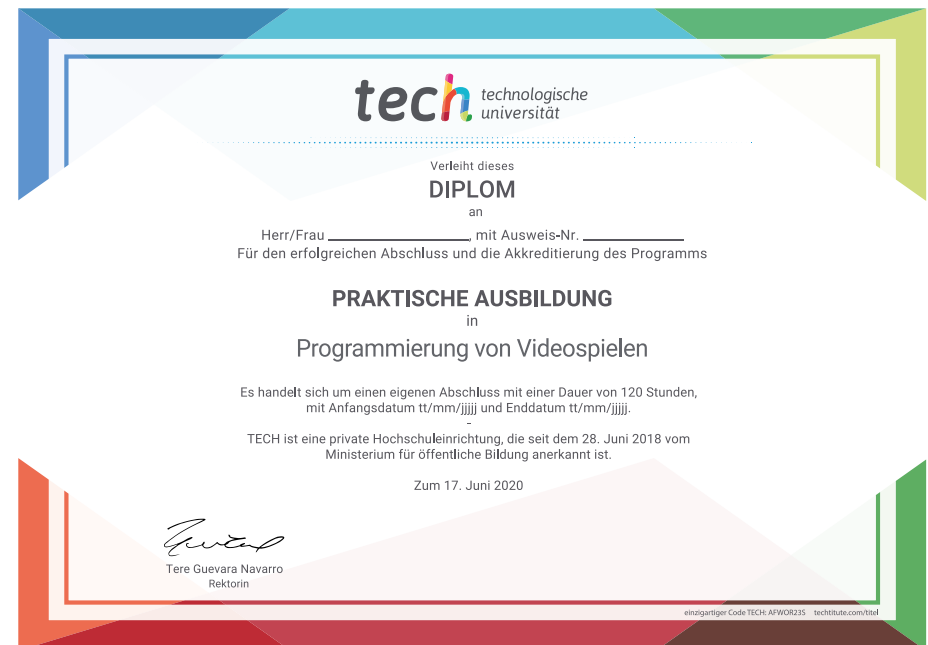 tech technologische
universität
Verleiht dieses
DIPLOM
an
Herr/Frau ____________________, mit Ausweis-Nr. ______________
Für den erfolgreichen Abschluss und die Akkreditierung des Programms
PRAKTISCHE AUSBILDUNG
in
Programmierung von Videospielen
Es handelt sich um einen eigenen Abschluss mit einer Dauer von 120 Stunden,
mit Anfangsdatum tt/mm/jjjjj und Enddatum tt/mm/jjjjj.
-
TECH ist eine private Hochschuleinrichtung, die seit dem 28. Juni 2018 vom
Ministerium für öffentliche Bildung anerkannt ist.
Zum 17. Juni 2020
Tere Guevara Navarro
Rektorin
einzigartiger Code TECH: AFWOR23S techtitute.com/titel